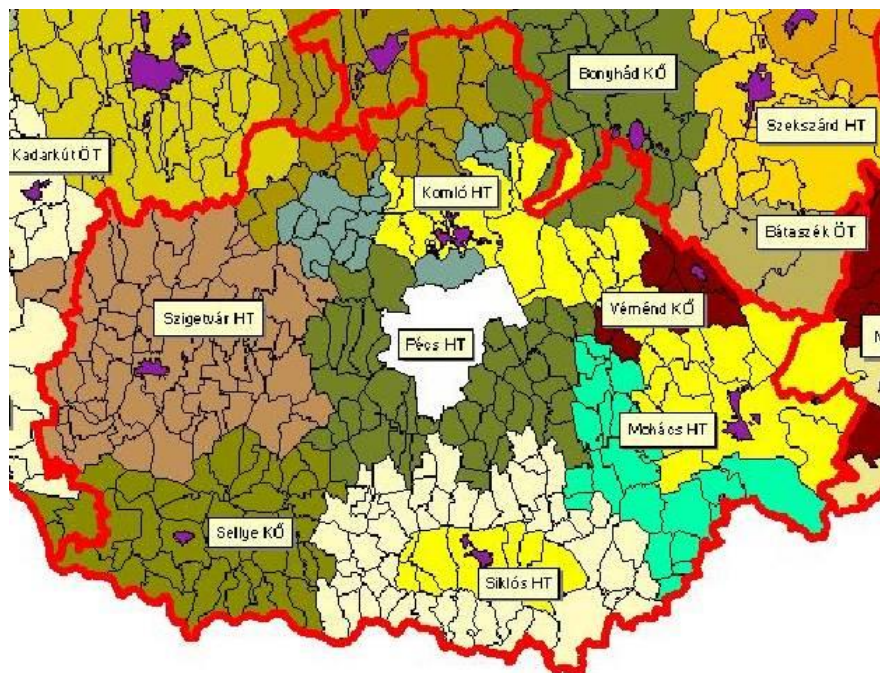 Bonyhád KŐ
Szekszárd HT
Kadarkút ÖT
Komló HT
Bátaszék ÖT
Véménd KŐ
Szigetvár HT
Pécs HT
Mohács HT
Sellye KŐ
Siklós HT